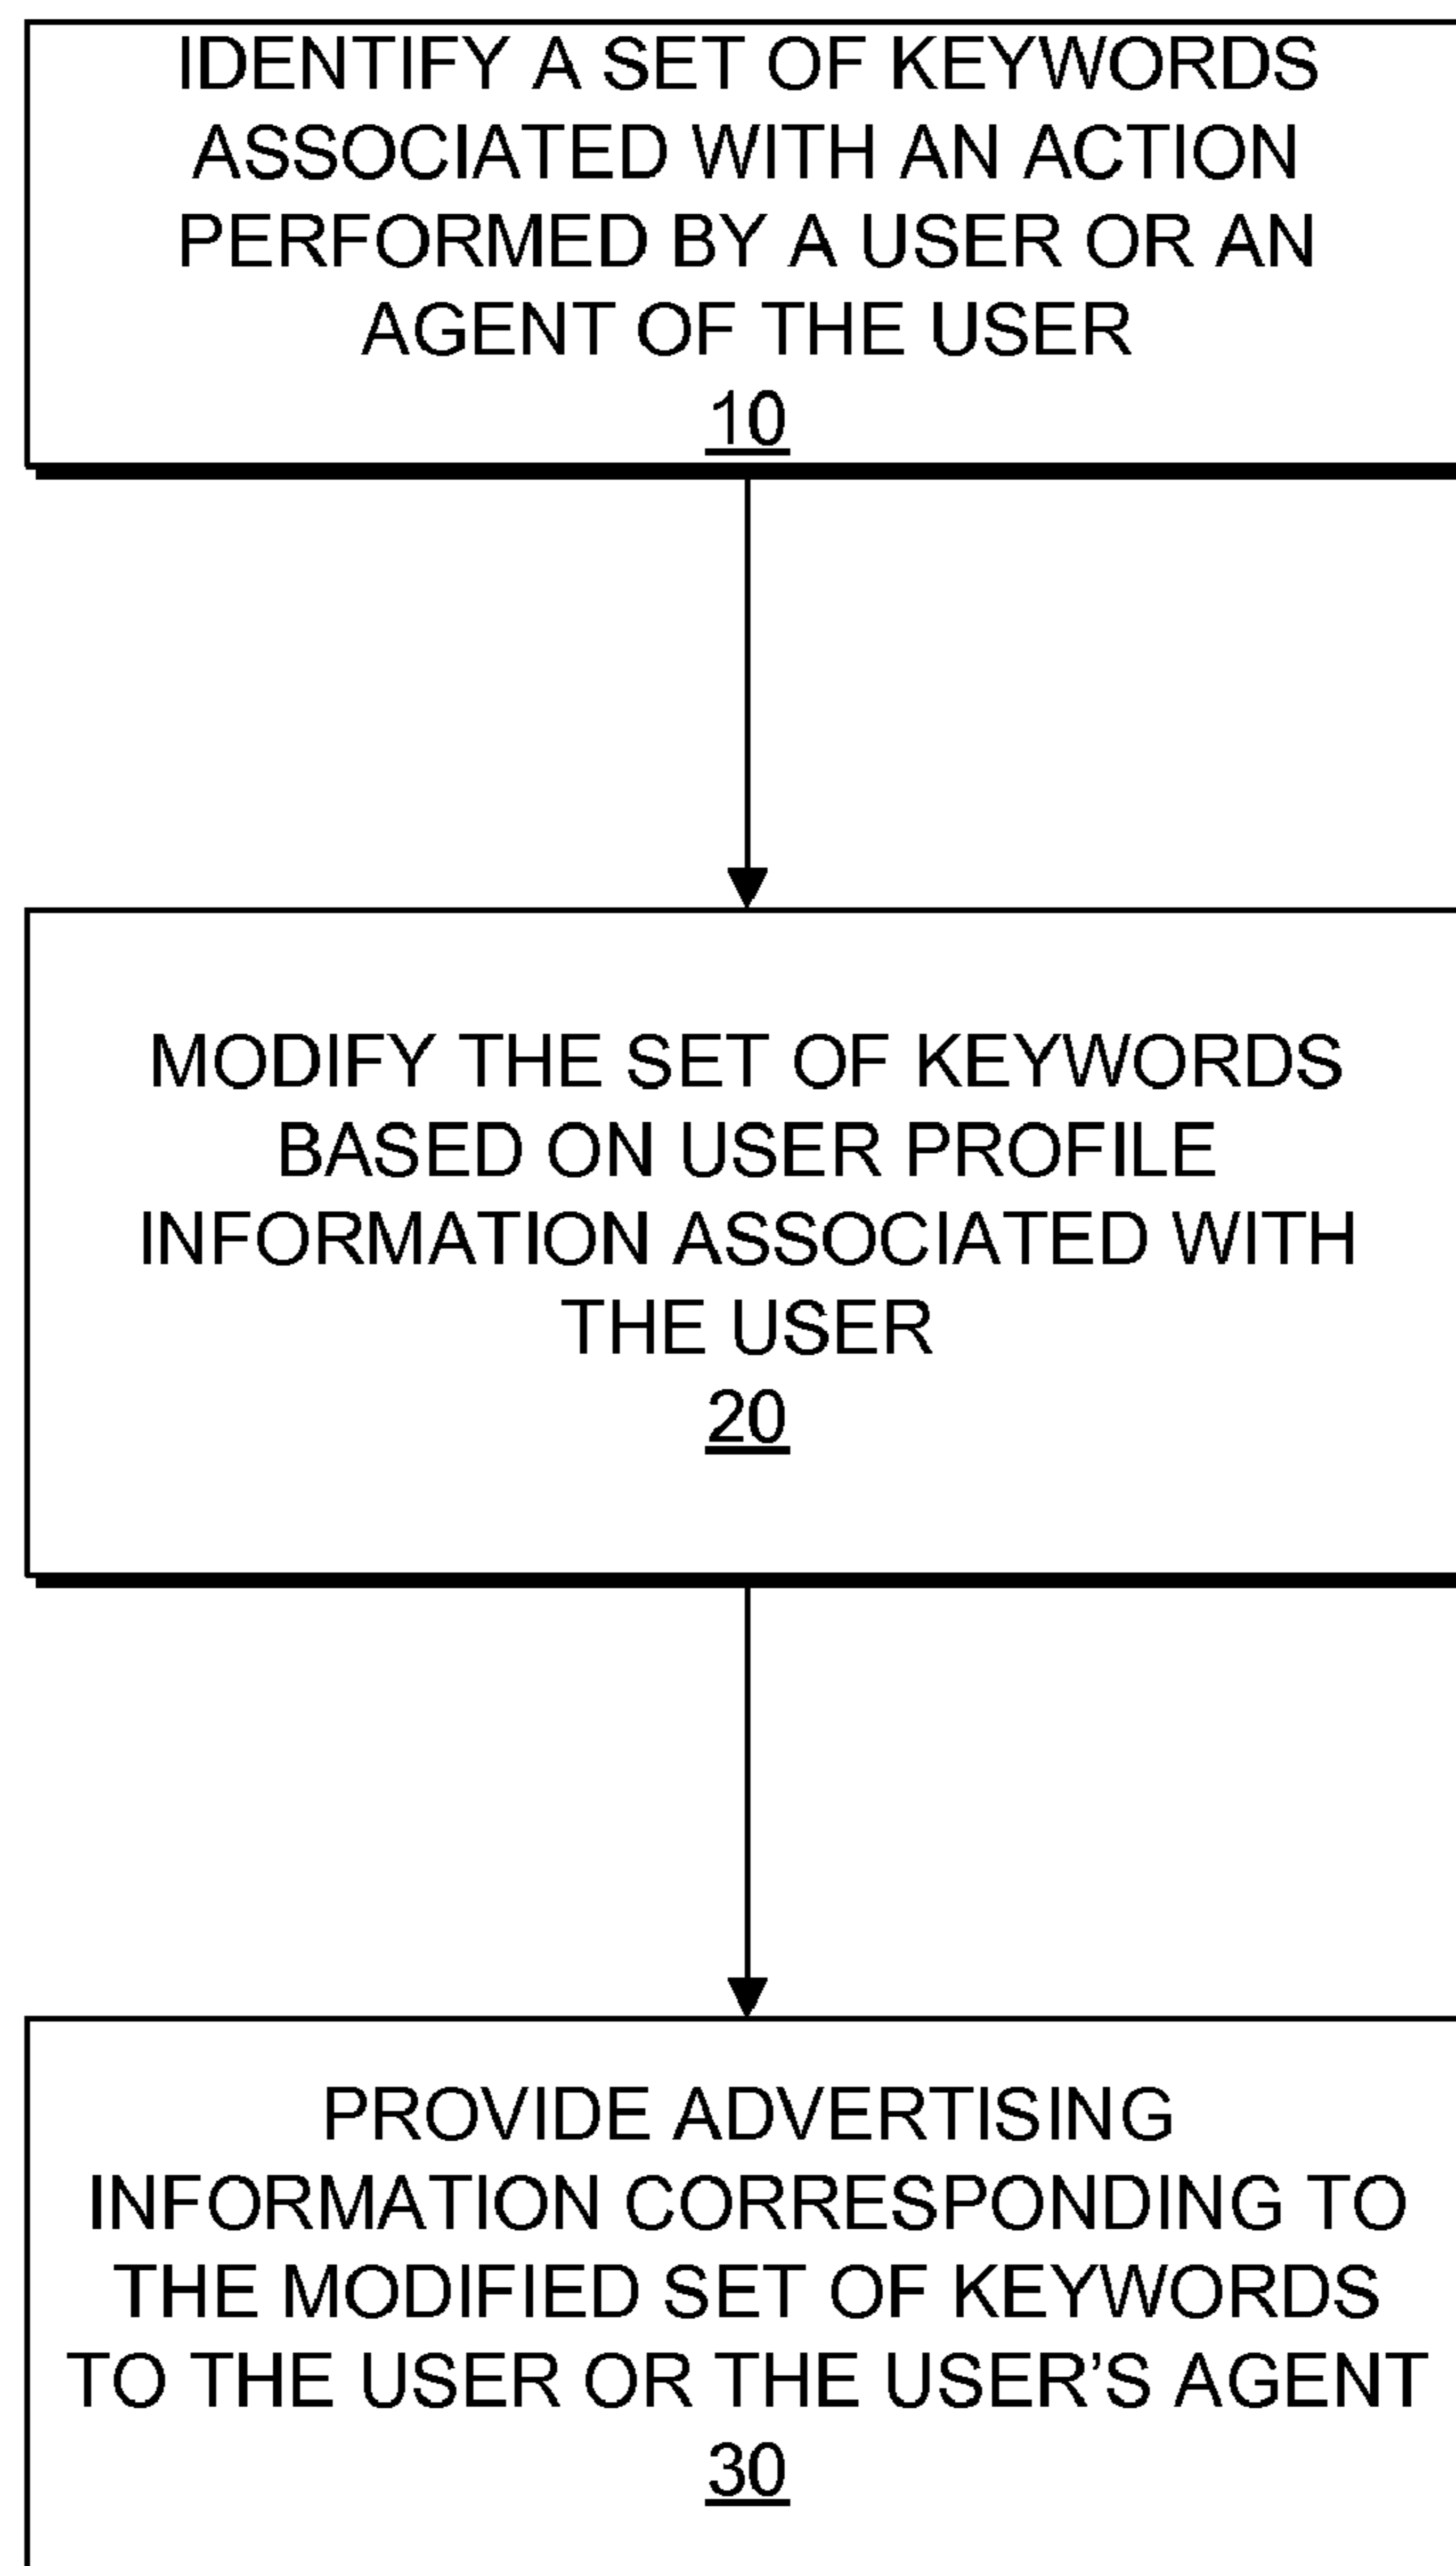 IDENTIFY A SET OF KEYWORDS
ASSOCIATED WITH AN ACTION
PERFORMED BY A USER OR AN
AGENT OF THE USER
10
MODIFY THE SET OF KEYWORDS
BASED ON USER PROFILE
INFORMATION ASSOCIATED WITH
THE USER
20
PROVIDE ADVERTISING
INFORMATION CORRESPONDING TO
THE MODIFIED SET OF KEYWORDS
TO THE USER OR THE USER’S AGENT
30